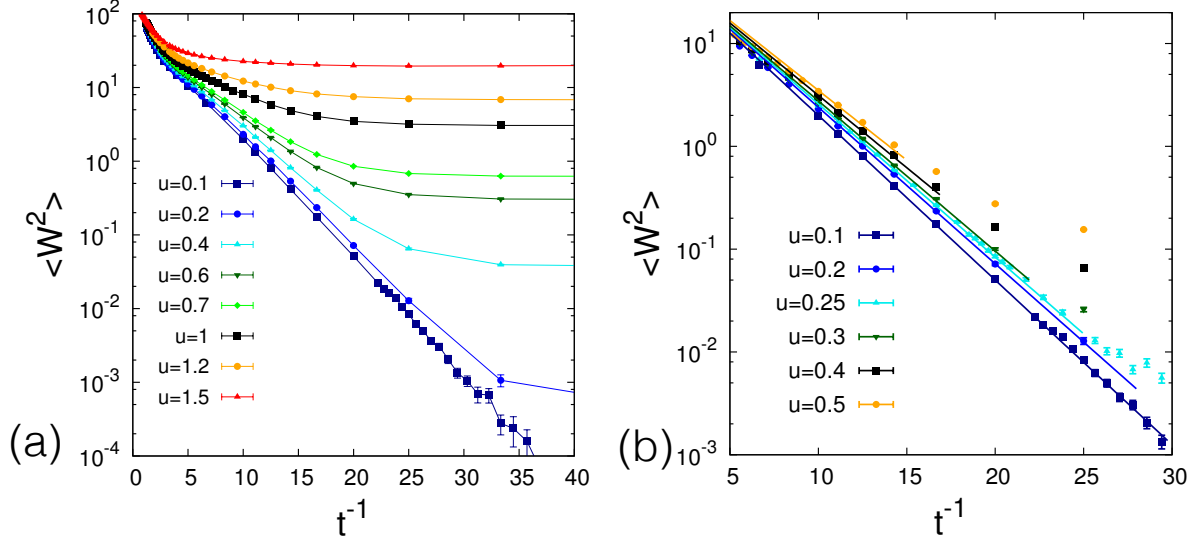 10^2
10^1
10^0
10^-1
10^-2
10^-3
10^-4
<W^2>
u=0.1
u=0.2
u=0.4
u=0.6
u=0.7
u=1
u=1.2
u=1.5
(a)
0 5 10 15 20 25 30 35 40
t^-1
10^1
10^0
10^-1
10^-2
10^-3
<W^2>
u=0.1
u=0.2
u=0.25
u=0.3
u=0.4
u=0.5
(b)
5 10 15 20 25 30
t^-1